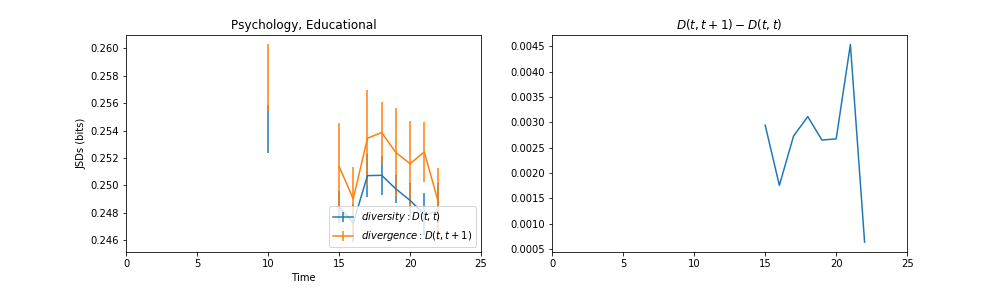 Psychology, Educational
JSDs (bits)
0.260
0.258
0.256
0.254
0.252
0.250
0.248
0.246
0 5 10 15 20 25
Time
diversity: D(t, t)
divergence: D(t, t + 1)
D(t, t + 1) − D(t, t)
0.0045
0.0040
0.0035
0.0030
0.0025
0.0020
0.0015
0.0010
0.0005
0 5 10 15 20 25